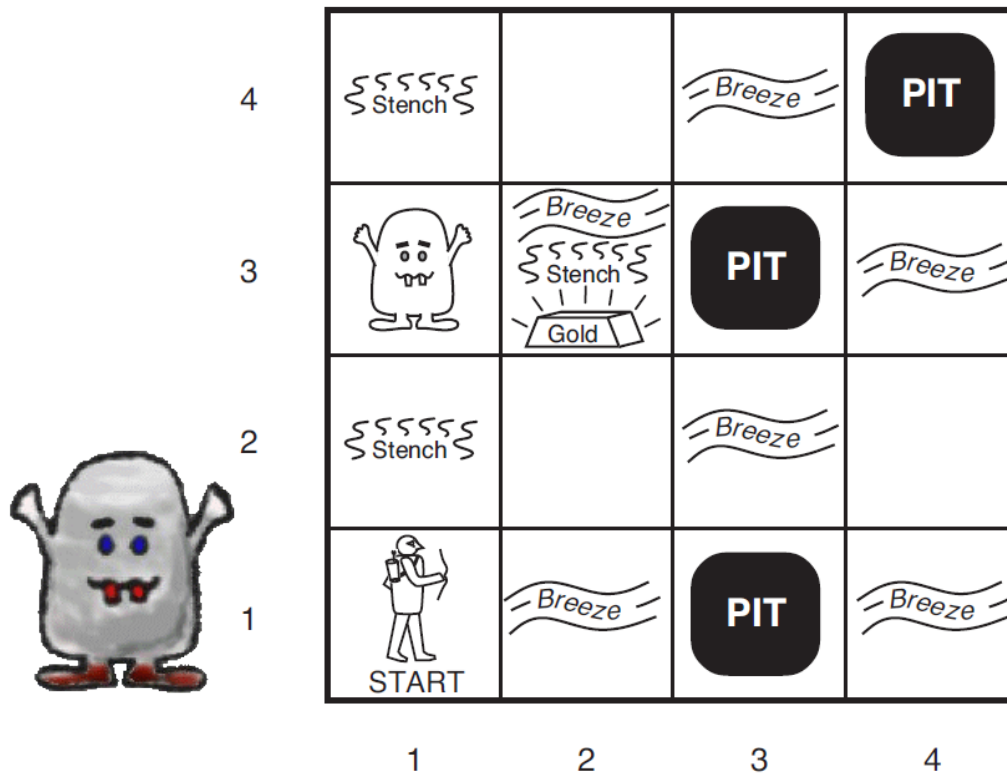 4
Stench
Breeze
PIT
3
Breeze
Stench
Gold
PIT
Breeze
2
Stench
Breeze
1
START
Breeze
PIT
Breeze
1 2 3 4